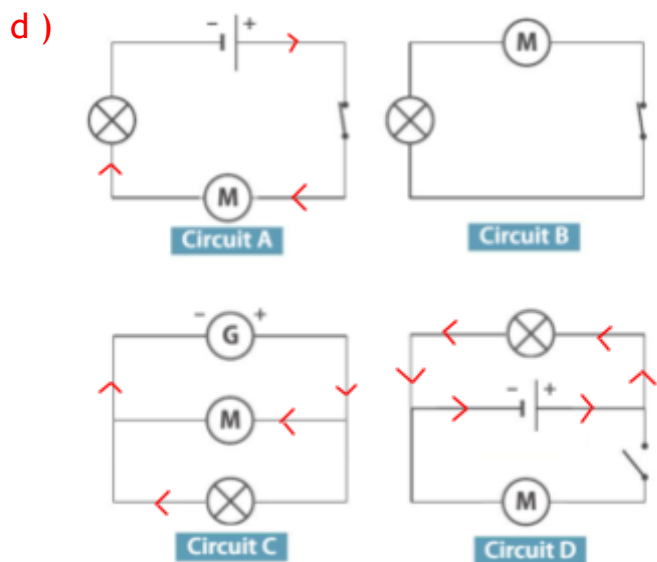 d )
- +
M
M
Circuit A
Circuit B
- +
G
M
- +
M
Circuit C
Circuit D